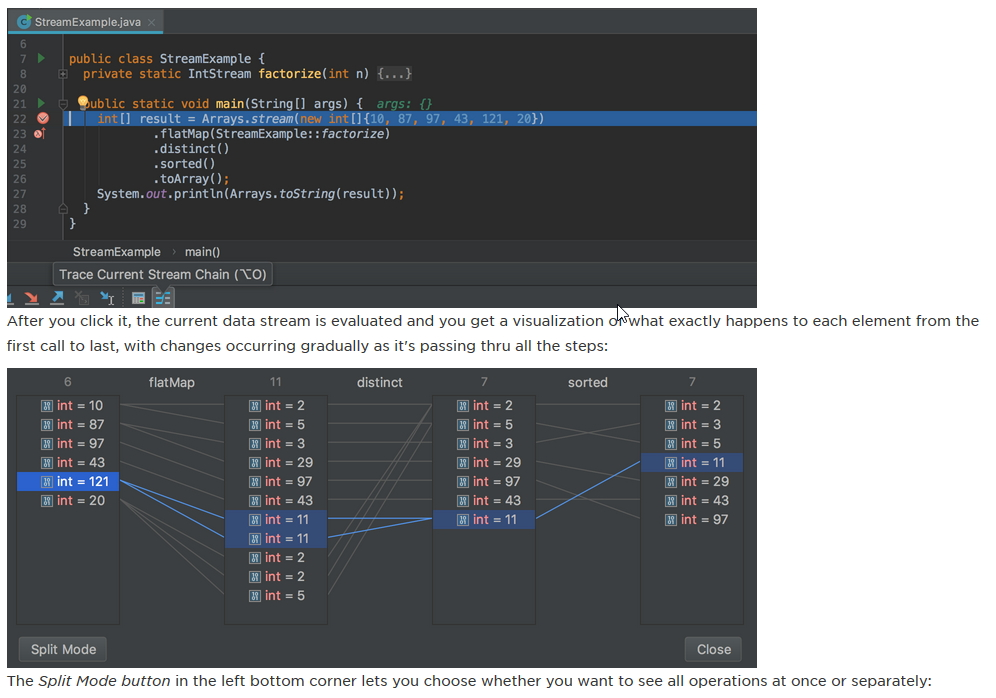 StreamExample.java ×
6
7 public class StreamExample {
8 private static IntStream factorize(int n) {...}
20
21 public static void main(String[] args) { args: {}
22 int[] result = Arrays.stream(new int[]{10, 87, 97, 43, 121, 20})
23 .flatMap(StreamExample::factorize)
24 .distinct()
25 .sorted()
26 .toArray();
27 System.out.println(Arrays.toString(result));
28 }
29 }
StreamExample › main()
Trace Current Stream Chain (⌥O)
After you click it, the current data stream is evaluated and you get a visualization of what exactly happens to each element from the
first call to last, with changes occurring gradually as it's passing thru all the steps:
6 flatMap 11 distinct 7 sorted 7
int = 10 int = 2 int = 2 int = 2
int = 87 int = 5 int = 5 int = 3
int = 97 int = 3 int = 3 int = 5
int = 43 int = 29 int = 29 int = 11
int = 121 int = 97 int = 97 int = 29
int = 20 int = 43 int = 43 int = 43
int = 11 int = 11 int = 97
int = 11
int = 2
int = 2
int = 5
Split Mode Close
The Split Mode button in the left bottom corner lets you choose whether you want to see all operations at once or separately: